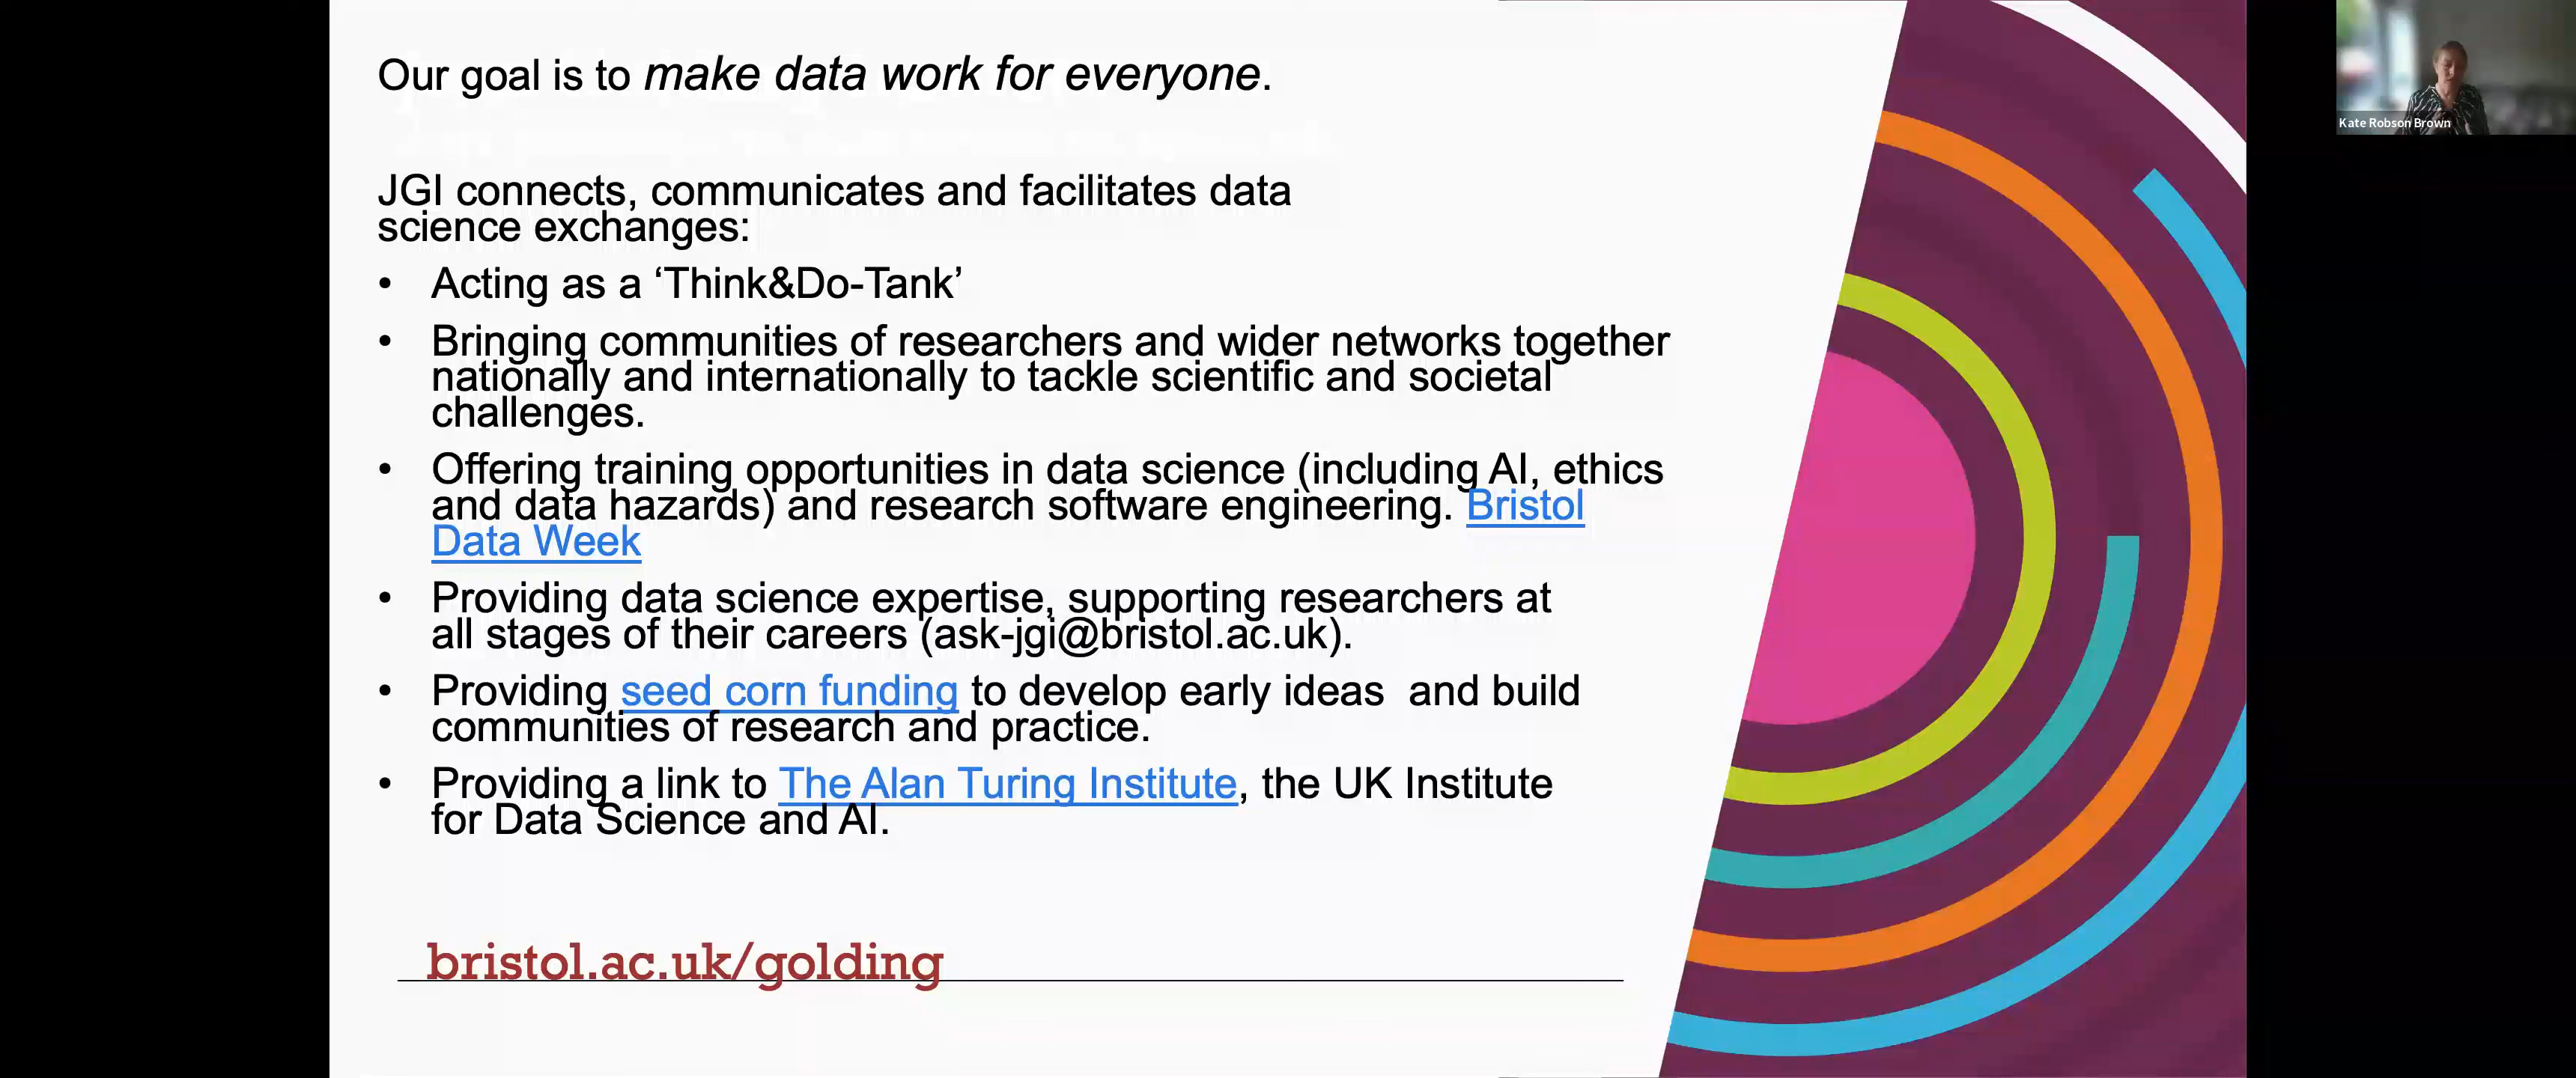 Our goal is to make data work for everyone.
JGI connects, communicates and facilitates data
science exchanges:
• Acting as a ‘Think&Do-Tank’
• Bringing communities of researchers and wider networks together
nationally and internationally to tackle scientific and societal
challenges.
• Offering training opportunities in data science (including AI, ethics
and data hazards) and research software engineering. Bristol
Data Week
• Providing data science expertise, supporting researchers at
all stages of their careers (ask-jgi@bristol.ac.uk).
• Providing seed corn funding to develop early ideas  and build
communities of research and practice.
• Providing a link to The Alan Turing Institute, the UK Institute
for Data Science and AI.
bristol.ac.uk/golding
Kate Robson Brown